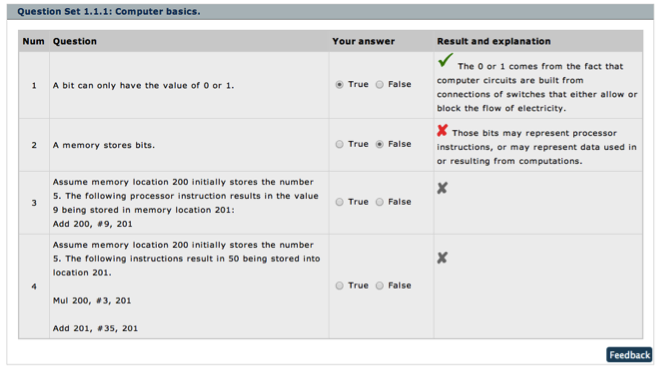 Question Set 1.1.1: Computer basics.
Num Question Your answer Result and explanation
1 A bit can only have the value of 0 or 1. True False
The 0 or 1 comes from the fact that
computer circuits are built from
connections of switches that either allow or
block the flow of electricity.
2 A memory stores bits. True False
Those bits may represent processor
instructions, or may represent data used in
or resulting from computations.
3 Assume memory location 200 initially stores the number
5. The following processor instruction results in the value
9 being stored in memory location 201:
Add 200, #9, 201
True False
4 Assume memory location 200 initially stores the number
5. The following instructions result in 50 being stored into
location 201.
Mul 200, #3, 201
Add 201, #35, 201
True False
Feedback